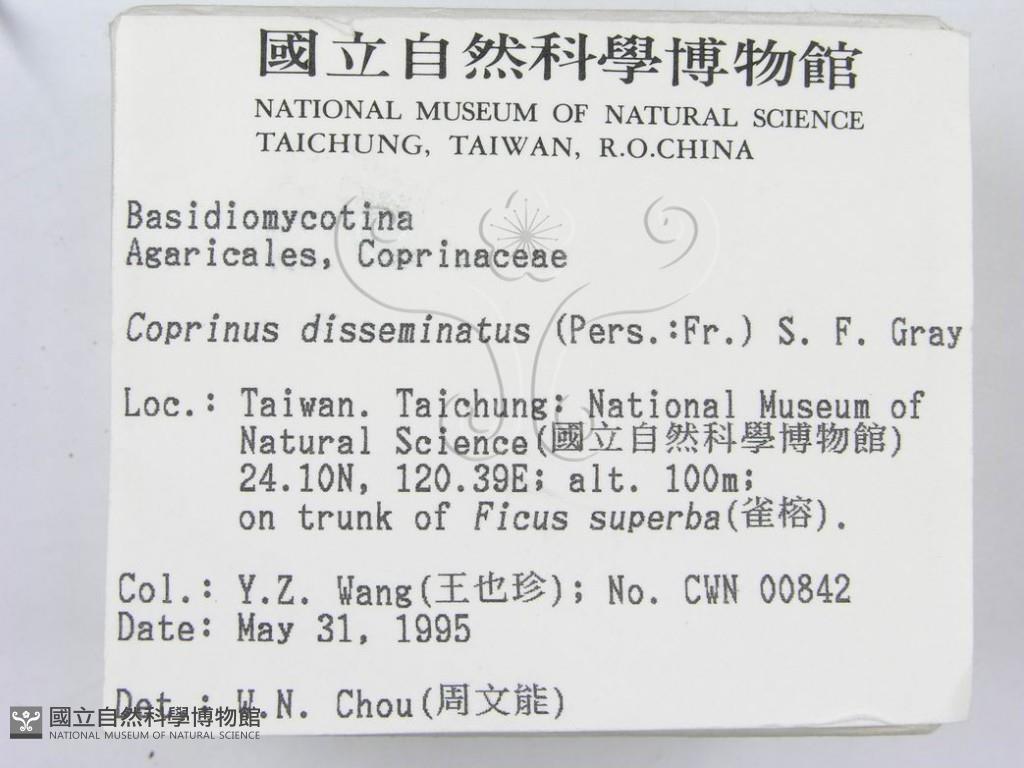 國立自然科學博物館
NATIONAL MUSEUM OF NATURAL SCIENCE
TAICHUNG, TAIWAN, R.O.CHINA
Basidiomycotina
Agaricales, Coprinaceae
Coprinus disseminatus (Pers.:Fr.) S. F. Gray
Loc.: Taiwan. Taichung: National Museum of
Natural Science(國立自然科學博物館)
24.10N, 120.39E; alt. 100m;
on trunk of Ficus superba(雀榕).
Col.: Y.Z. Wang(王也珍); No. CWN 00842
Date: May 31, 1995
Det.: W.N. Chou(周文能)
國立自然科學博物館
NATIONAL MUSEUM OF NATURAL SCIENCE